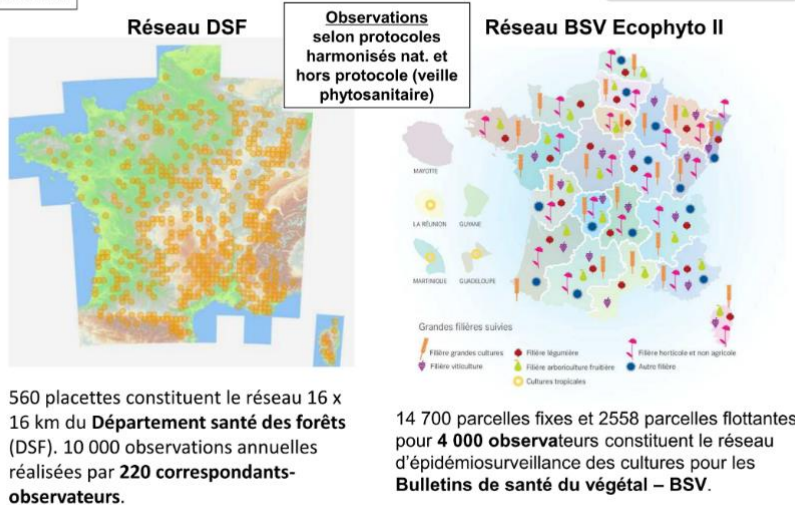 Réseau DSF
Observations
selon protocoles
harmonisés nat. et
hors protocole (veille
phytosanitaire)
Réseau BSV Ecophyto II
MAYOTTE
LA RÉUNION
GUYANE
MARTINIQUE
GUADELOUPE
Grandes filières suivies
Filière grandes cultures
Filière légumière
Filière horticole et non agricole
Filière viticulture
Filière arboriculture fruitière
Autre filière
Cultures tropicales
560 placettes constituent le réseau 16 x
16 km du Département santé des forêts
(DSF). 10 000 observations annuelles
réalisées par 220 correspondants-
observateurs.
14 700 parcelles fixes et 2558 parcelles flottantes
pour 4 000 observateurs constituent le réseau
d'épidémiosurveillance des cultures pour les
Bulletins de santé du végétal – BSV.